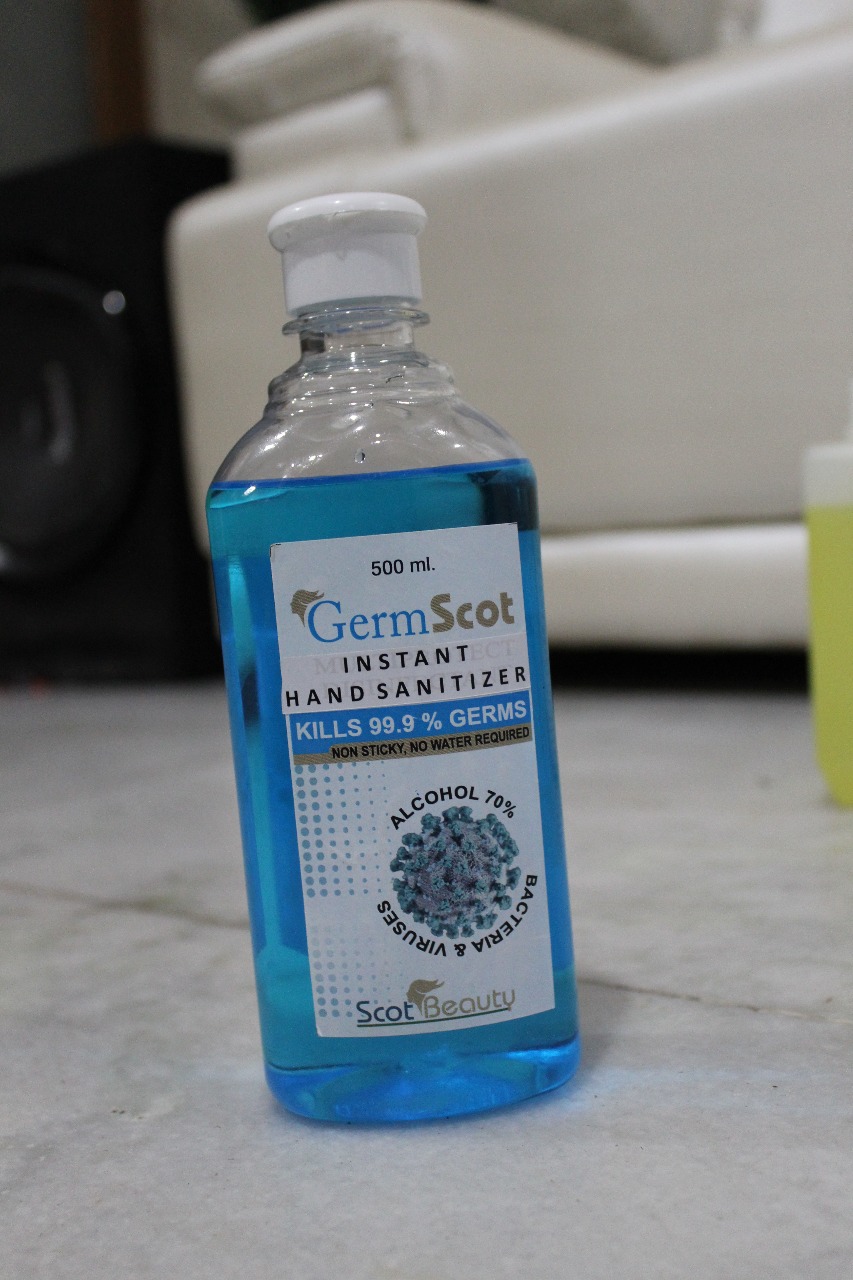 500 ml.
GermScot
INSTANT
HAND SANITIZER
KILLS 99.9 % GERMS
NON STICKY, NO WATER REQUIRED
ALCOHOL 70%
BACTERIA & VIRUSES
Scot Beauty